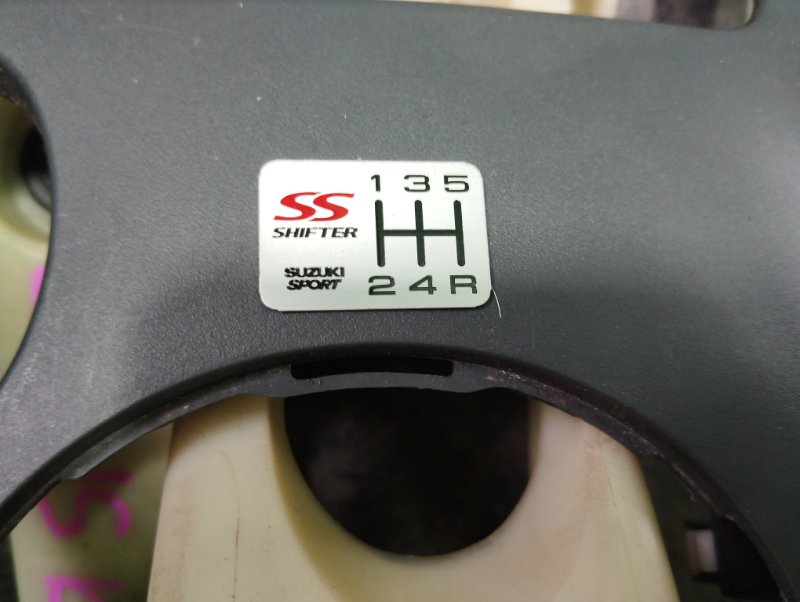 SS
SHIFTER
SUZUKI
SPORT
1 3 5
2 4 R